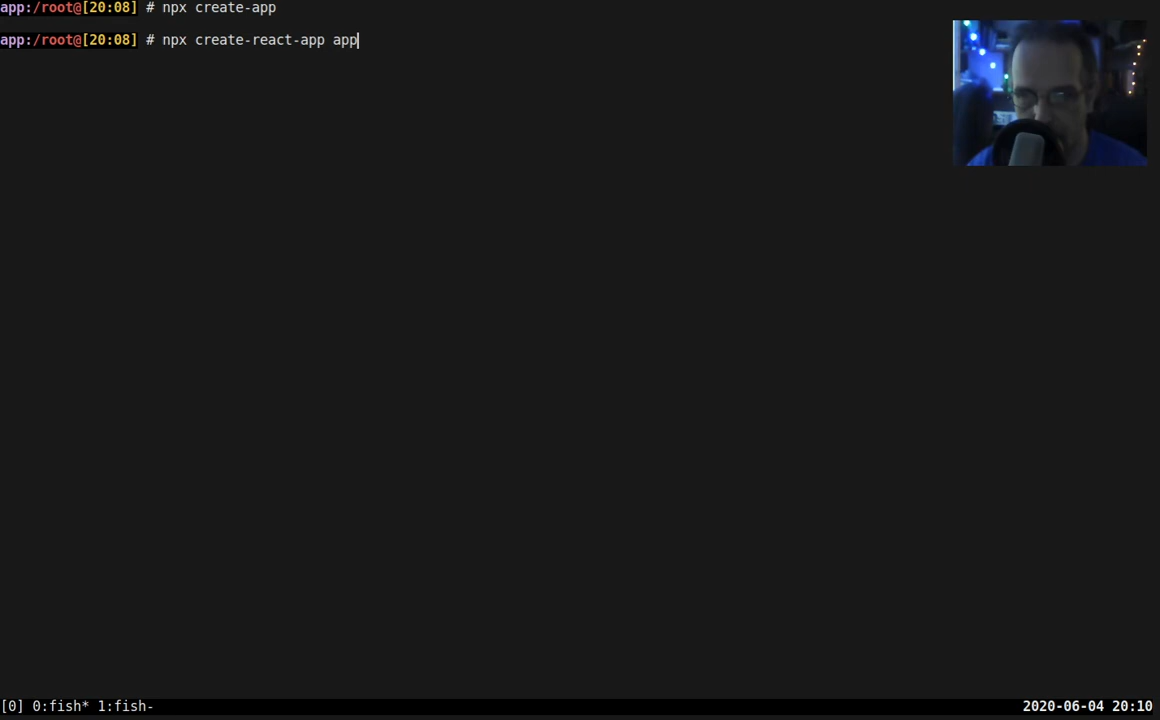 app:/root@[20:08] # npx create-app
app:/root@[20:08] # npx create-react-app app
[0] 0:fish* 1:fish- 2020-06-04 20:10